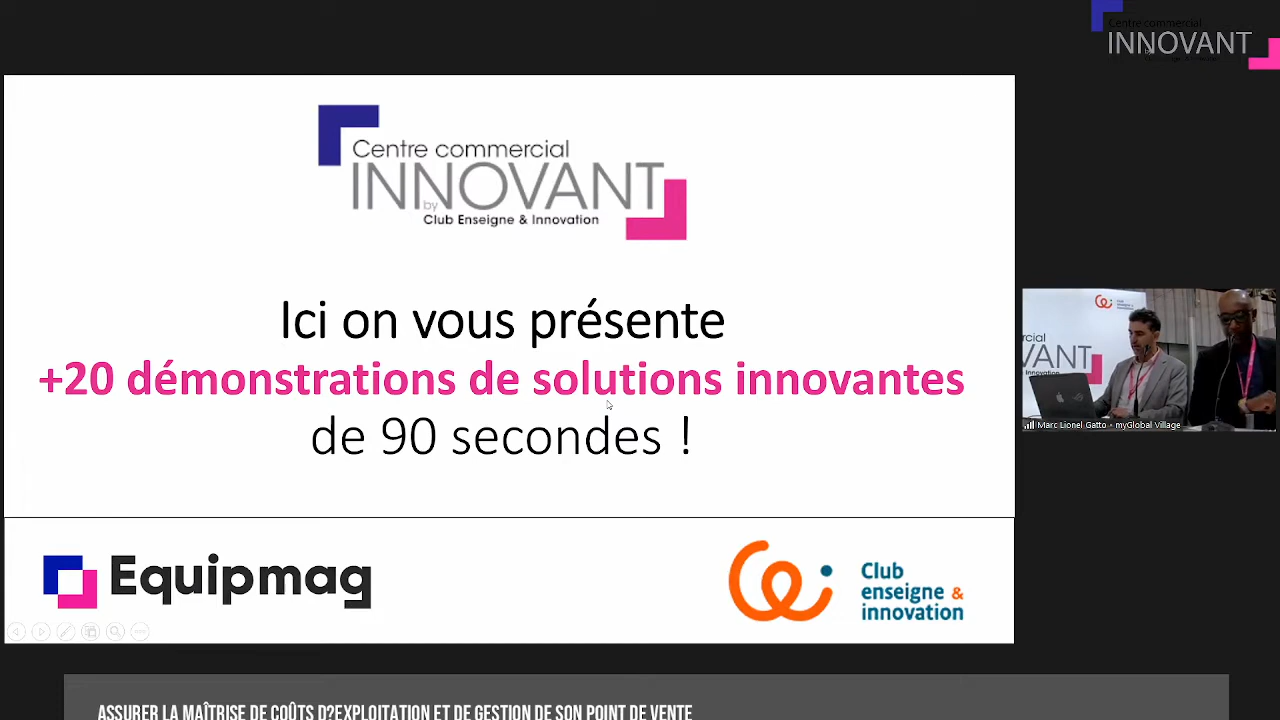 Centre commercial
INNOVANT
Centre commercial
INNOVANT
by
Club Enseigne & Innovation
Ici on vous présente
+20 démonstrations de solutions innovantes
de 90 secondes !
Equipmag
Club
enseigne &
innovation
Marc Lionel Gatto - myGlobal Village
ASSURER LA MAÎTRISE DE COÛTS D?EXPLOITATION ET DE GESTION DE SON POINT DE VENTE